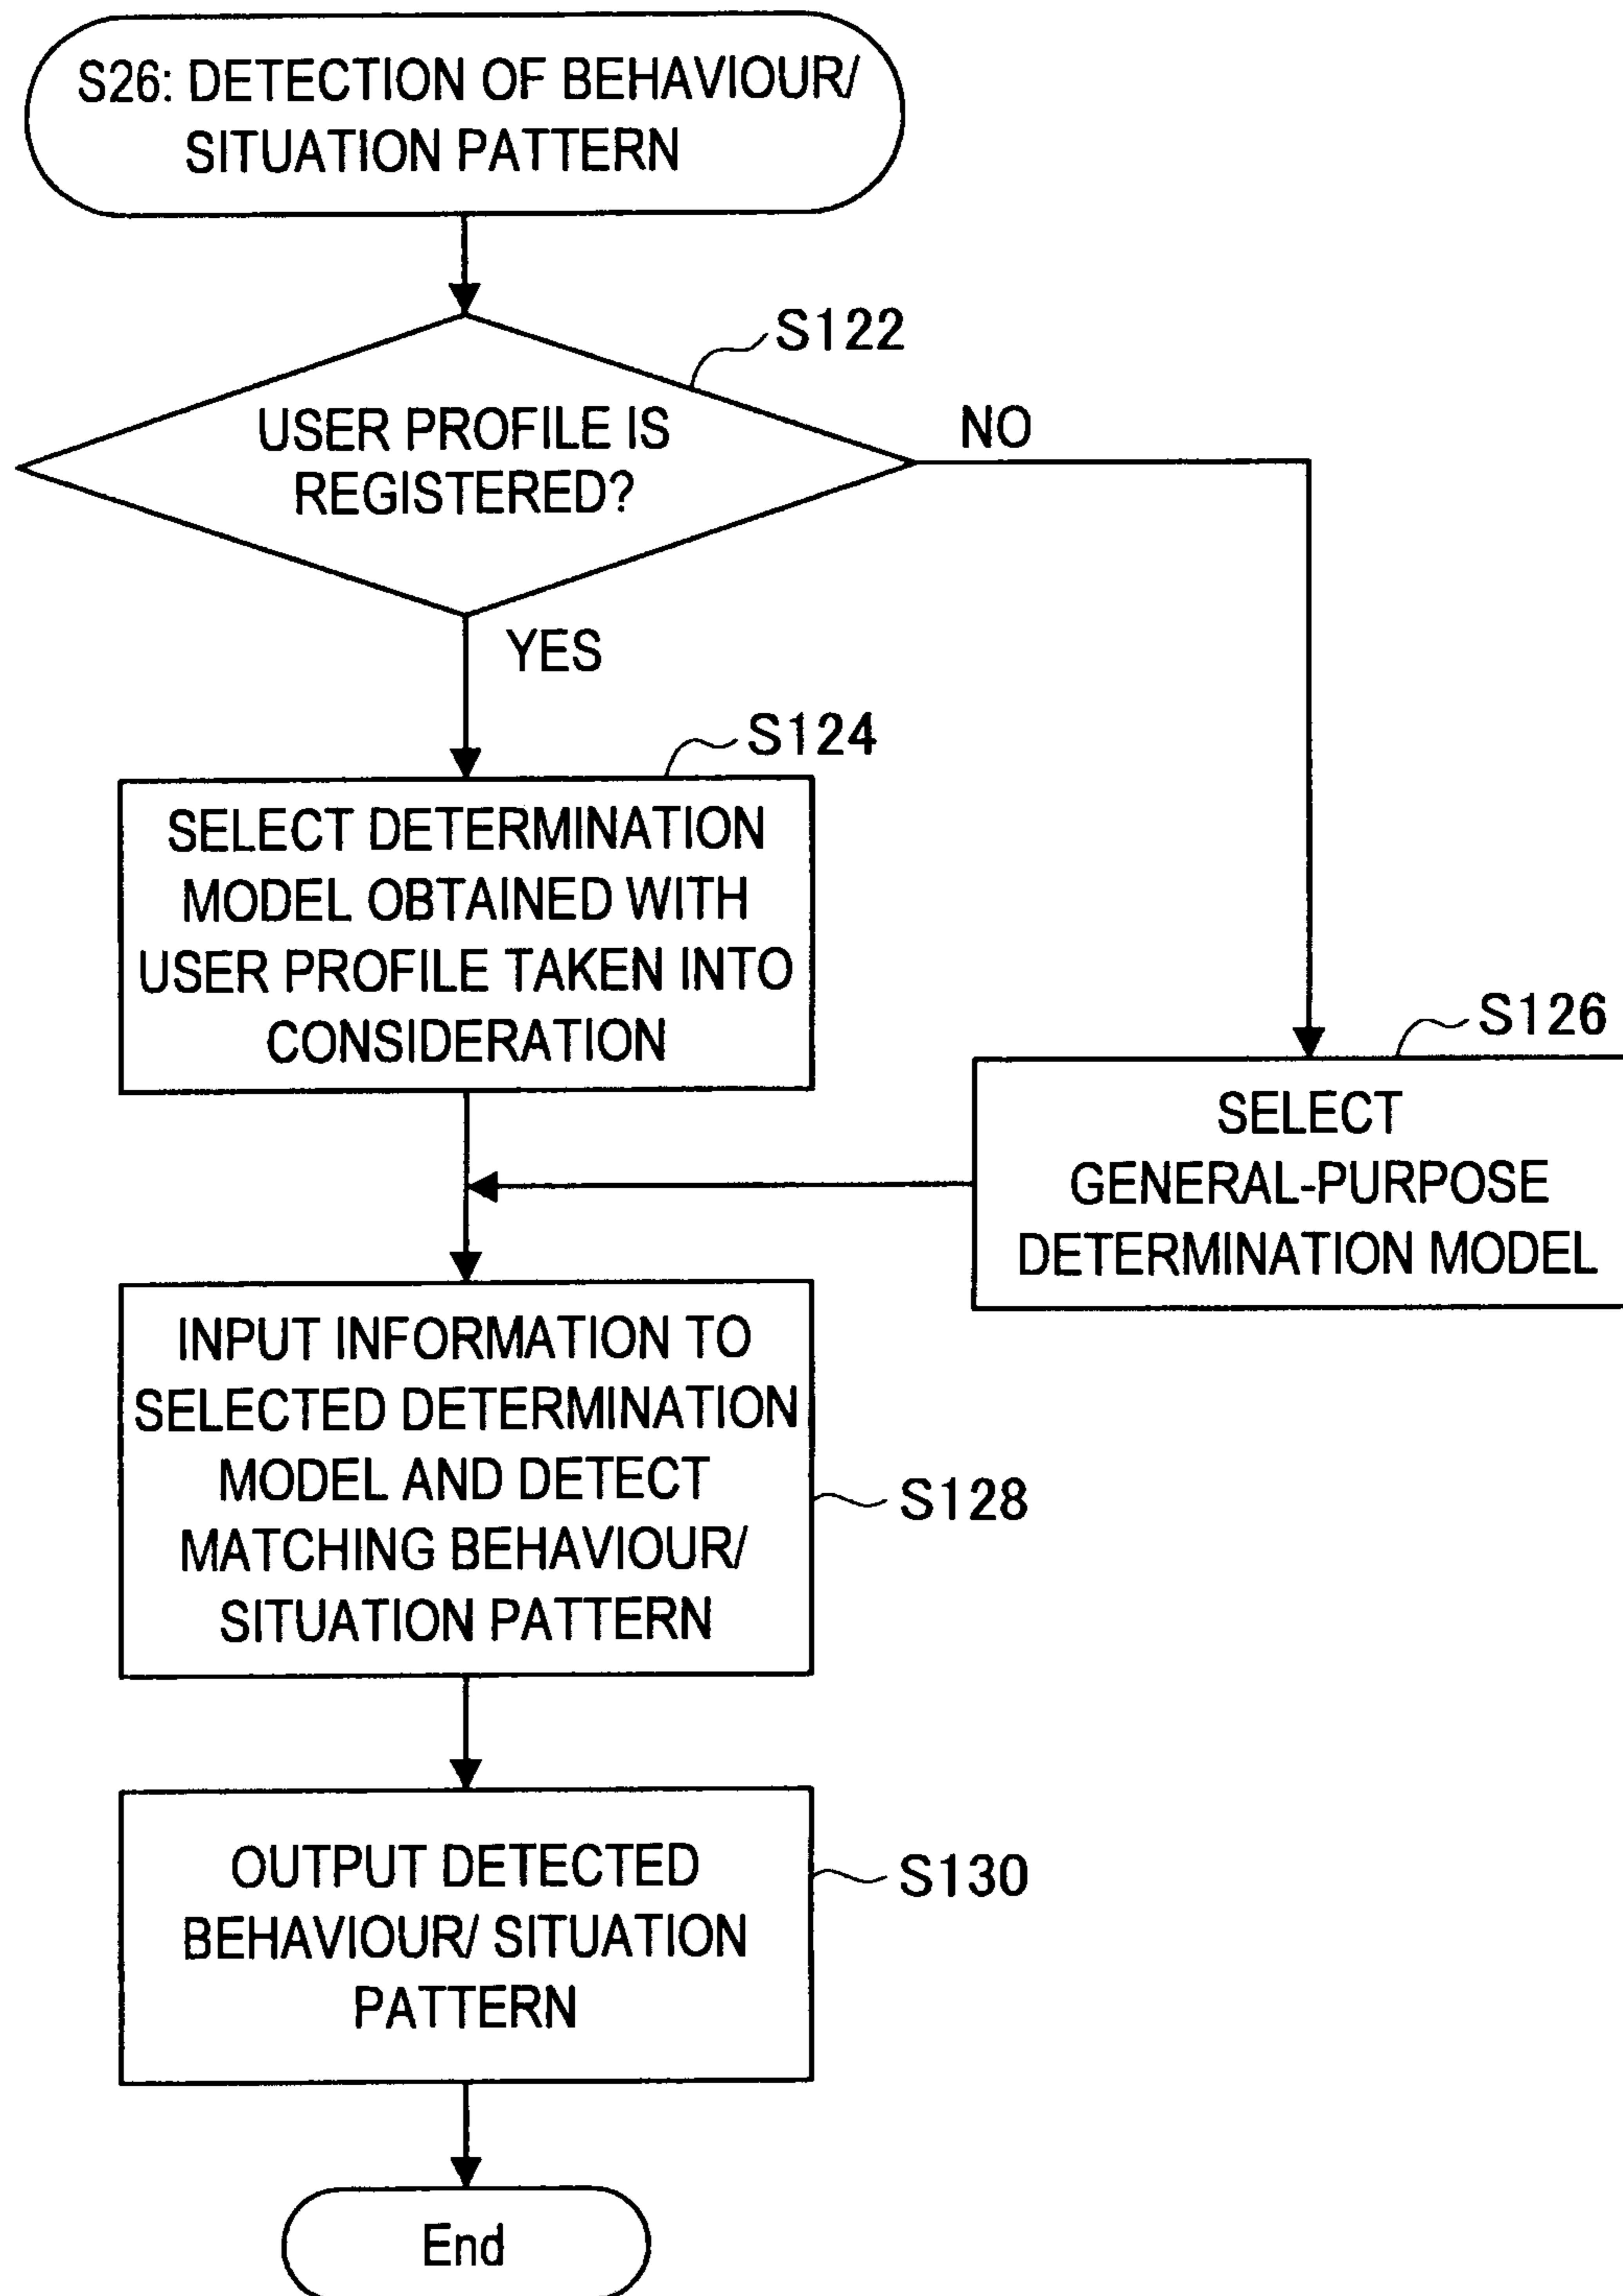 S26: DETECTION OF BEHAVIOUR/
SITUATION PATTERN
S122
USER PROFILE IS
REGISTERED?
NO
YES
S124
SELECT DETERMINATION
MODEL OBTAINED WITH
USER PROFILE TAKEN INTO
CONSIDERATION
S126
SELECT
GENERAL-PURPOSE
DETERMINATION MODEL
INPUT INFORMATION TO
SELECTED DETERMINATION
MODEL AND DETECT
MATCHING BEHAVIOUR/
SITUATION PATTERN
S128
OUTPUT DETECTED
BEHAVIOUR/ SITUATION
PATTERN
S130
End